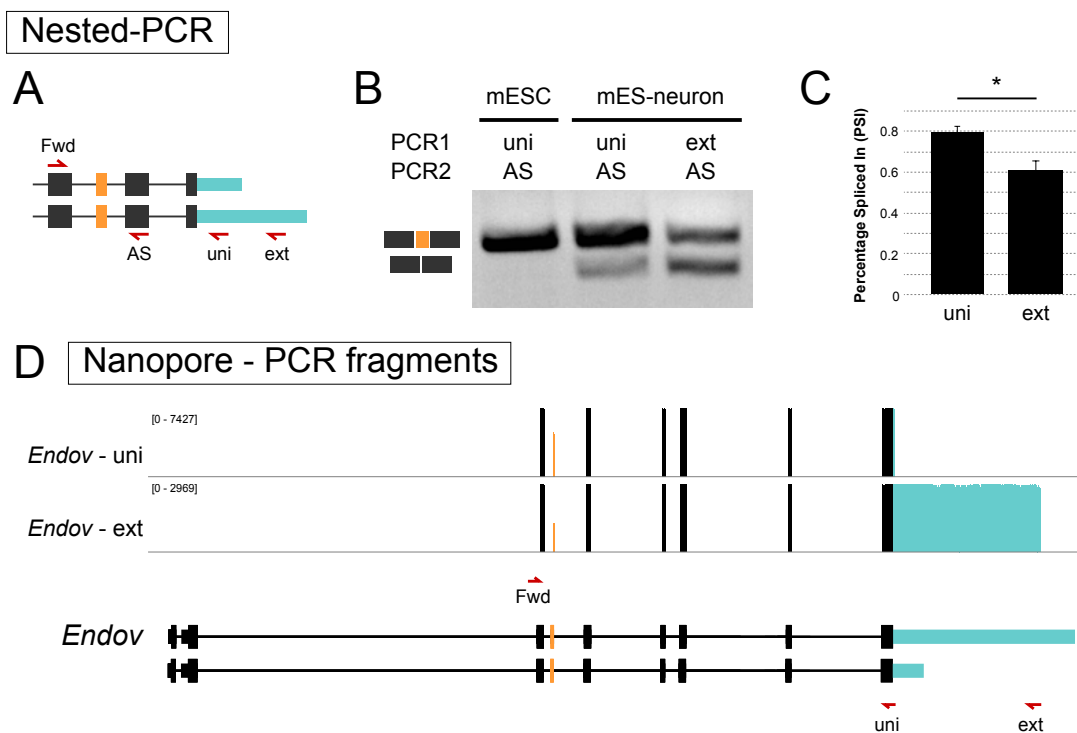 Nested-PCR
A
Fwd
AS
uni
ext
B
mESC
mES-neuron
PCR1
uni
uni
ext
PCR2
AS
AS
AS
C
*
Percentage Spliced In (PSI)
0.8
0.6
0.4
0.2
0
uni
ext
D
Nanopore - PCR fragments
[0 - 7427]
Endov - uni
[0 - 2969]
Endov - ext
Fwd
Endov
uni
ext